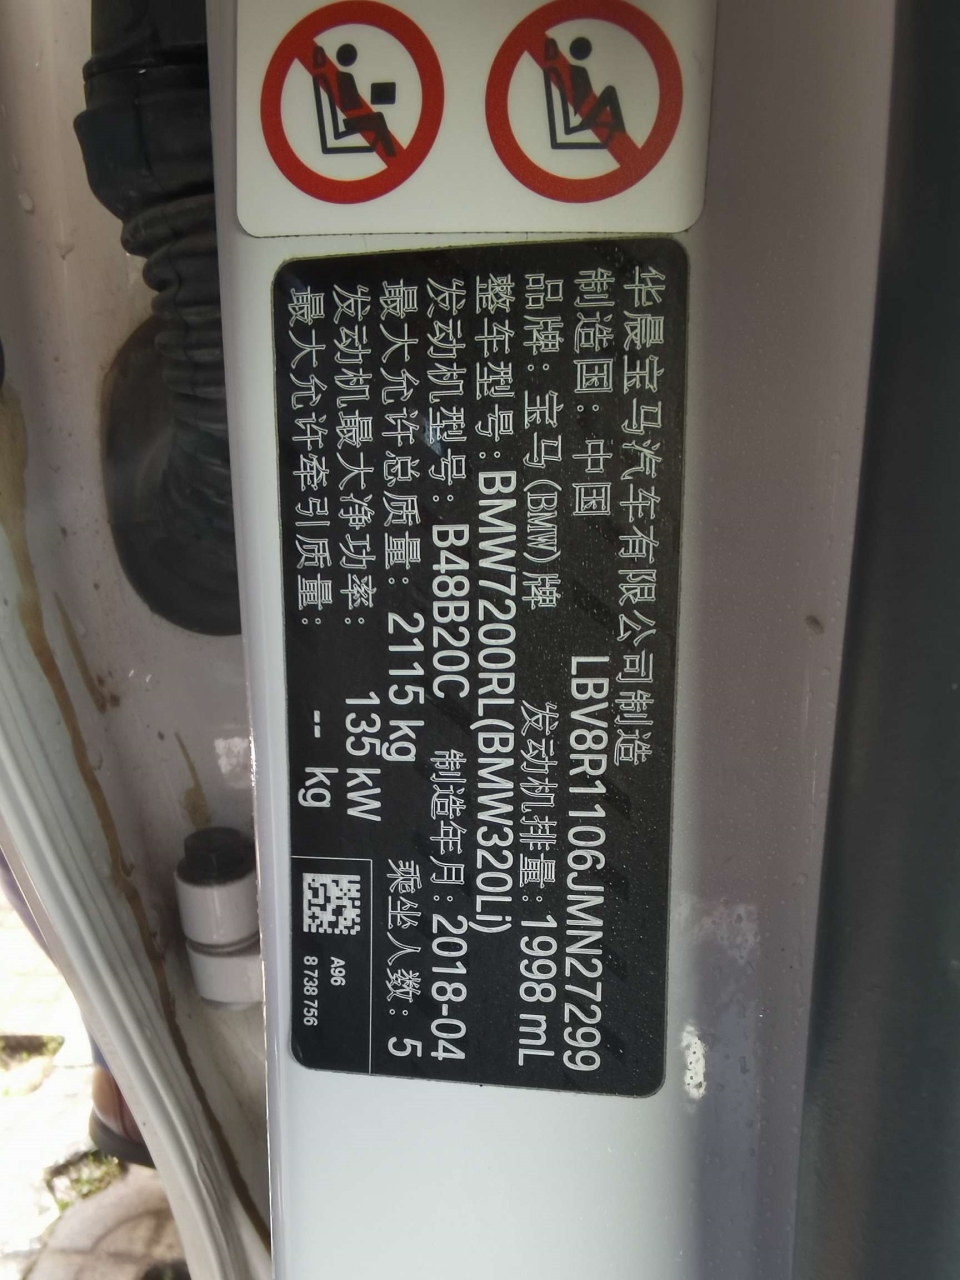 华晨宝马汽车有限公司制造
制造国：中国 LBV8R1106JMN27299
品牌：宝马(BMW)牌 发动机排量：1998 mL
整车型号：BMW7200RL(BMW320Li)
发动机型号：B48B20C 制造年月：2018-04
最大允许总质量：2115 kg 乘坐人数：5
发动机最大净功率： 135 kW
最大允许牵引质量： -- kg
A96
8 738 756